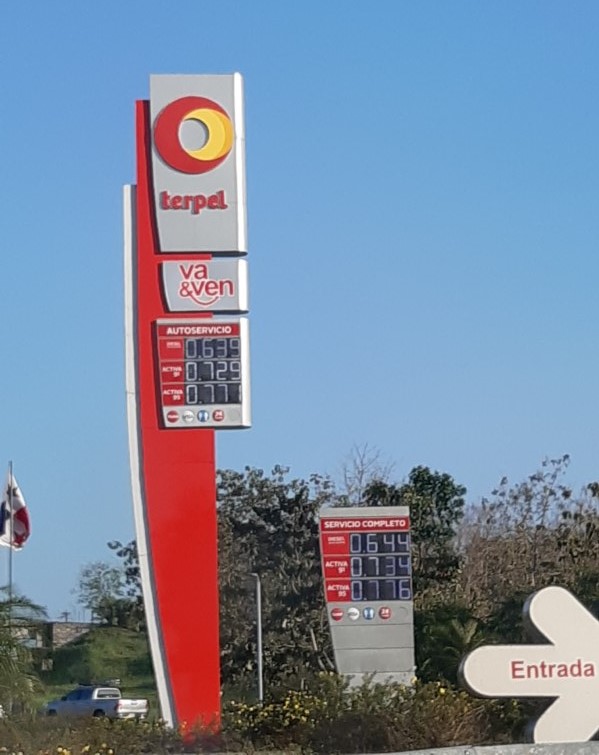 terpel
va
&ven
AUTOSERVICIO
DIESEL 0.639
ACTIVA 91 0.729
ACTIVA 95 0.771
SERVICIO COMPLETO
DIESEL 0.644
ACTIVA 91 0.734
ACTIVA 95 0.776
Entrada